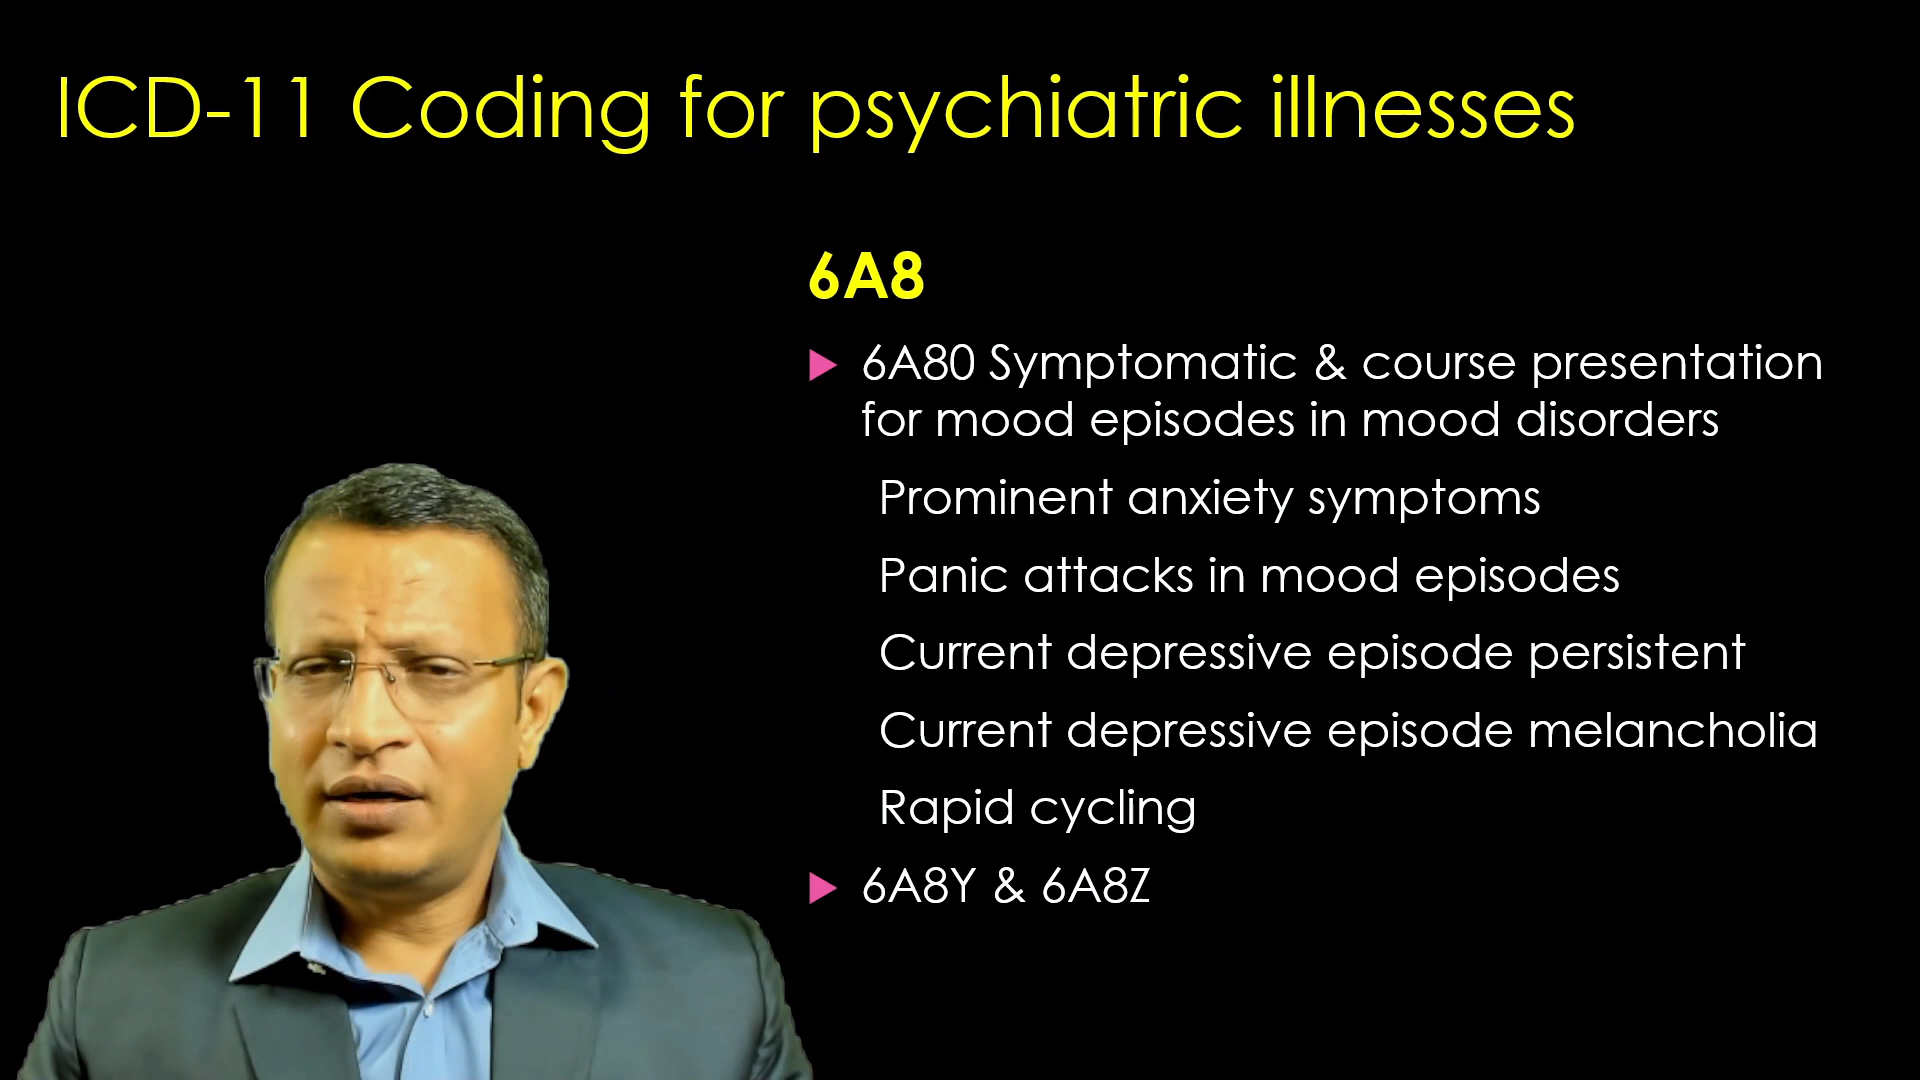 ICD-11 Coding for psychiatric illnesses
6A8
6A80 Symptomatic & course presentation
for mood episodes in mood disorders
Prominent anxiety symptoms
Panic attacks in mood episodes
Current depressive episode persistent
Current depressive episode melancholia
Rapid cycling
6A8Y & 6A8Z